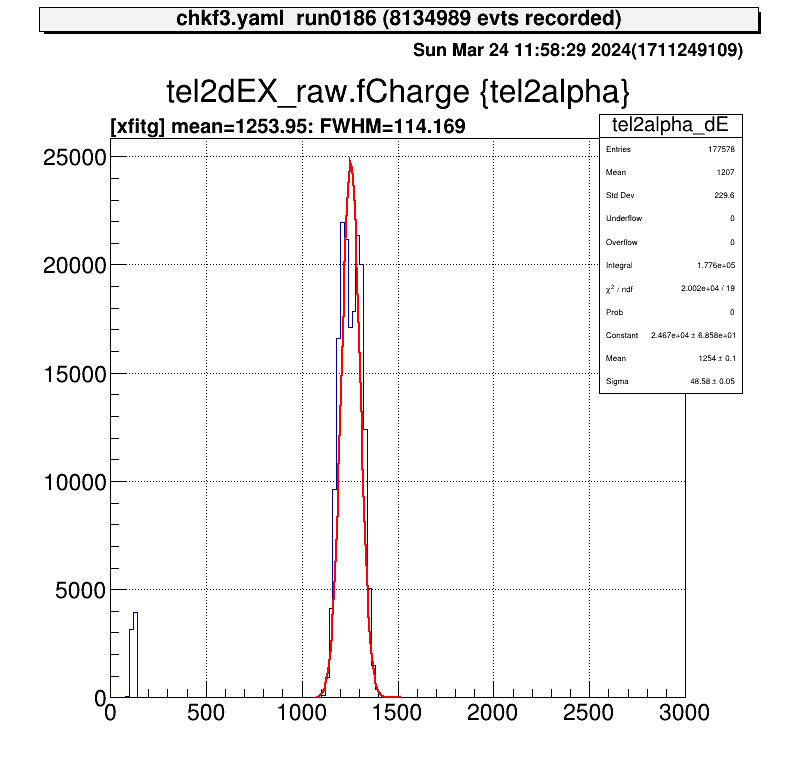 chkf3.yaml run0186 (8134989 evts recorded)
Sun Mar 24 11:58:29 2024(1711249109)
tel2dEX_raw.fCharge {tel2alpha}
[xfitg] mean=1253.95: FWHM=114.169
tel2alpha_dE
Entries 177578
Mean 1207
Std Dev 229.6
Underflow 0
Overflow 0
Integral 1.776e+05
χ² / ndf 2.002e+04 / 19
Prob 0
Constant 2.467e+04 ± 6.858e+01
Mean 1254 ± 0.1
Sigma 48.58 ± 0.05
25000
20000
15000
10000
5000
0
0 500 1000 1500 2000 2500 3000